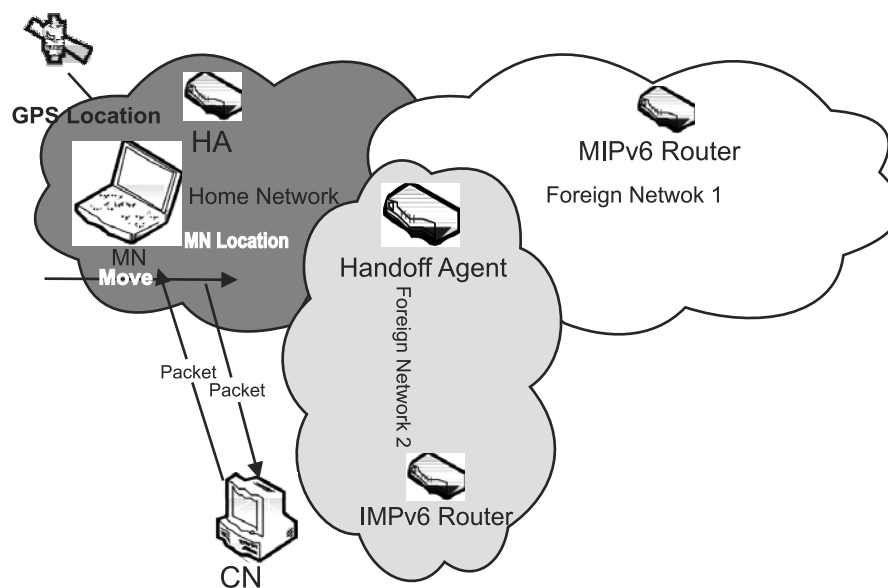 GPS Location
HA
MIPv6 Router
Home Network
Foreign Netwok 1
MN Location
MN
Handoff Agent
Move
Foreign Network 2
Packet
Packet
IMPv6 Router
CN